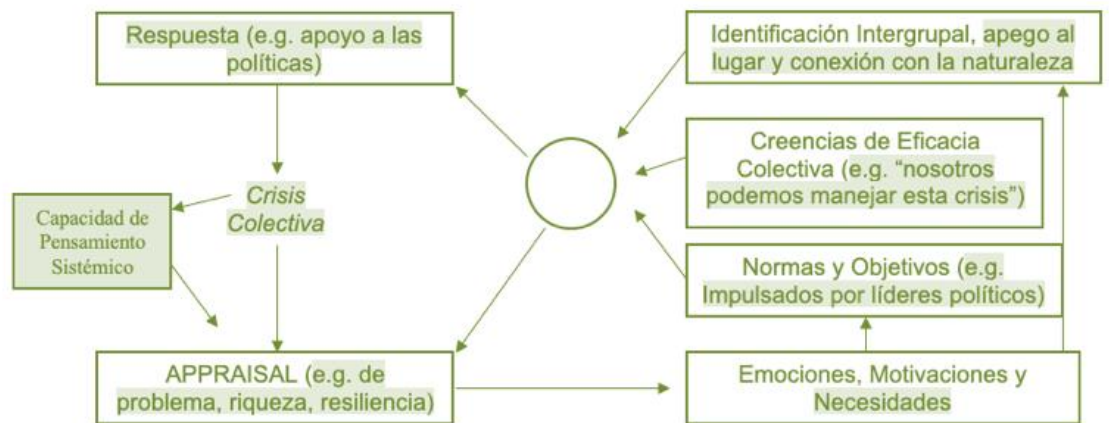 Respuesta (e.g. apoyo a las
políticas)
Identificación Intergrupal, apego al
lugar y conexión con la naturaleza
Creencias de Eficacia
Colectiva (e.g. “nosotros
podemos manejar esta crisis”)
Crisis
Colectiva
Capacidad de
Pensamiento
Sistémico
Normas y Objetivos (e.g.
Impulsados por líderes políticos)
APPRAISAL (e.g. de
problema, riqueza, resiliencia)
Emociones, Motivaciones y
Necesidades